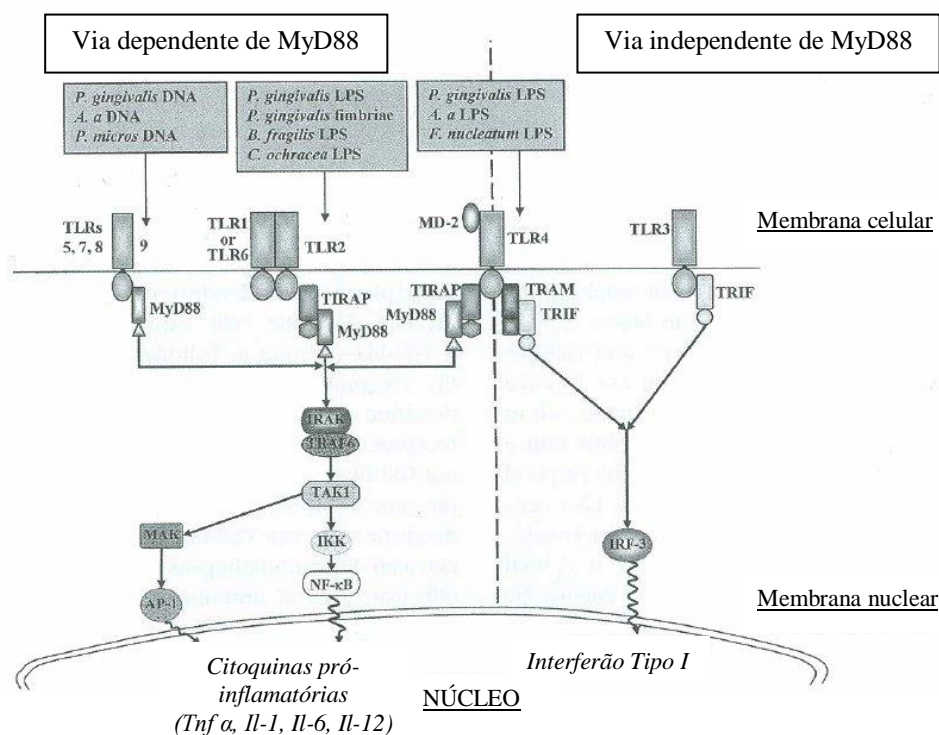 Via dependente de MyD88
Via independente de MyD88
P. gingivalis DNA
A. a DNA
P. micros DNA
P. gingivalis LPS
P. gingivalis fimbriae
B. fragilis LPS
C. ochracea LPS
P. gingivalis LPS
A. a LPS
F. nucleatum LPS
TLRs
5, 7, 8
9
TLR1
or
TLR6
TLR2
MD-2
TLR4
TLR3
Membrana celular
MyD88
TIRAP
MyD88
TIRAP
MyD88
TRAM
TRIF
TRIF
IRAK
TRAF6
TAK1
MAK
IKK
IRF-3
NF-κB
AP-1
Membrana nuclear
Citoquinas pró-
inflamatórias
(Tnf α, Il-1, Il-6, Il-12)
Interferão Tipo I
NÚCLEO